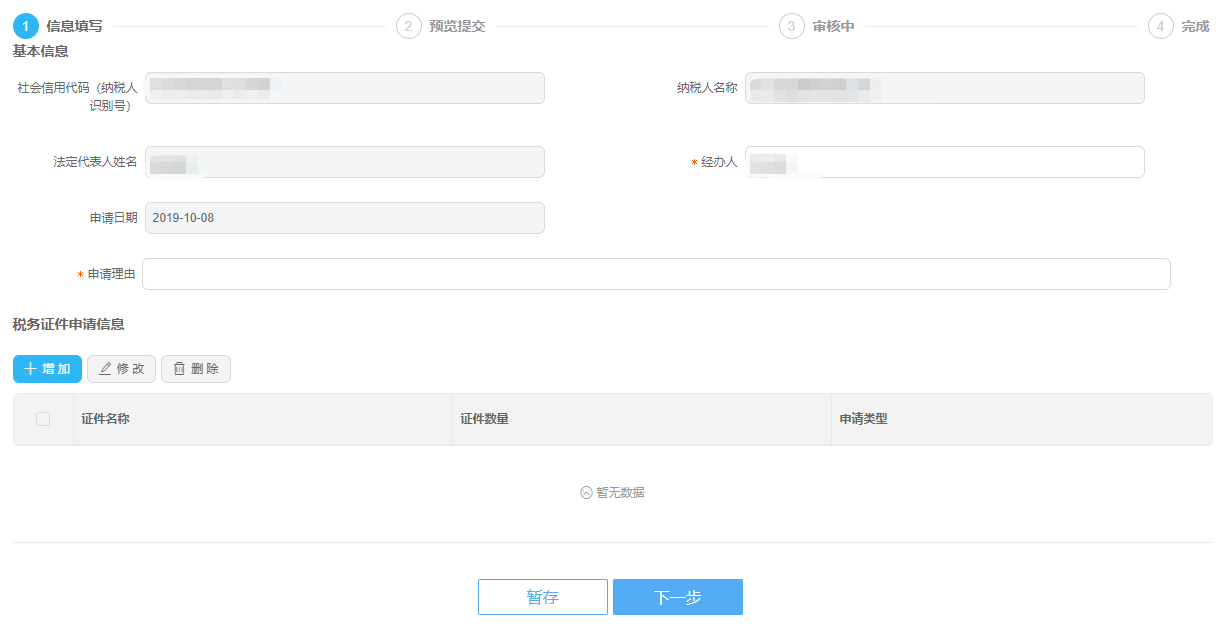 1 信息填写 2 预览提交 3 审核中 4 完成
基本信息
社会信用代码（纳税人
识别号）
纳税人名称
法定代表人姓名
* 经办人
申请日期 2019-10-08
* 申请理由
税务证件申请信息
增加 修改 删除
证件名称 证件数量 申请类型
暂无数据
暂存 下一步